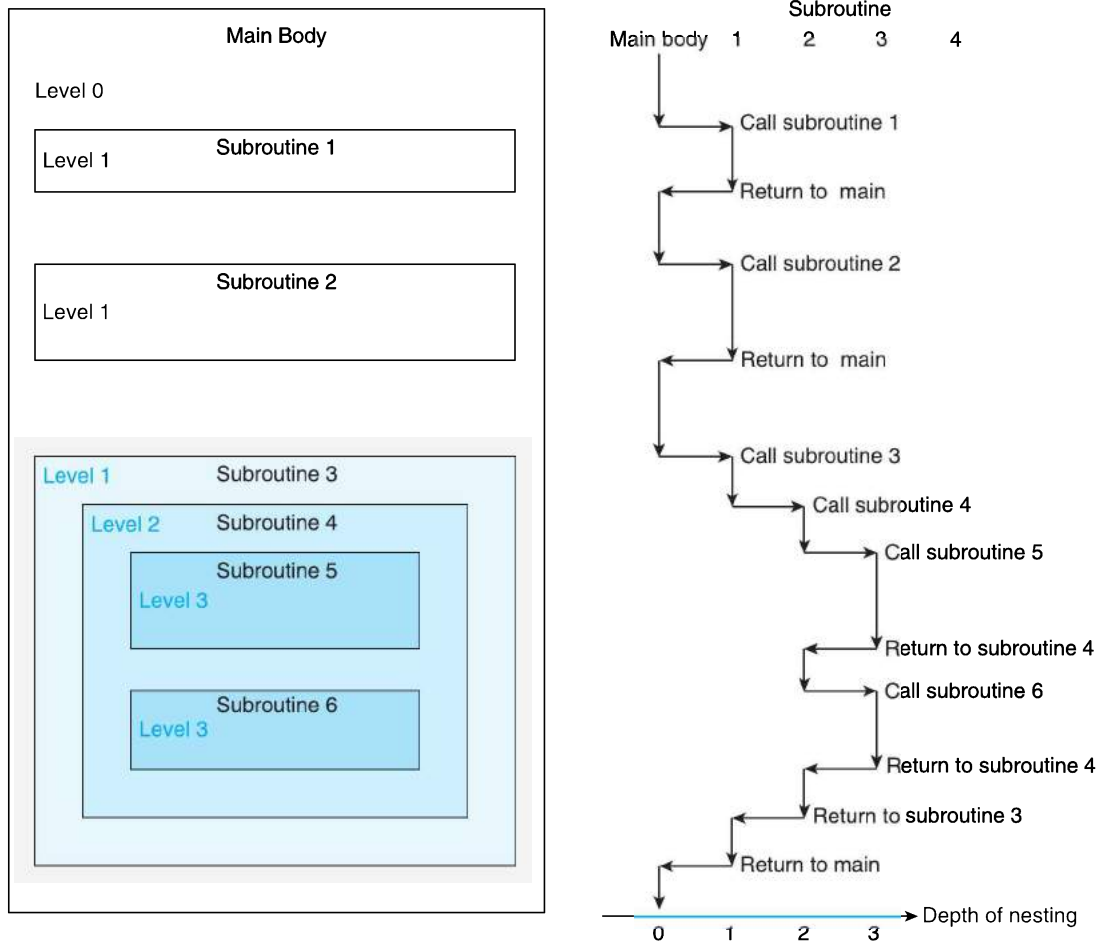 Main Body
Level 0
Subroutine 1
Level 1
Subroutine 2
Level 1
Level 1
Subroutine 3
Level 2
Subroutine 4
Subroutine 5
Level 3
Subroutine 6
Level 3
Subroutine
Main body 1 2 3 4
Call subroutine 1
Return to main
Call subroutine 2
Return to main
Call subroutine 3
Call subroutine 4
Call subroutine 5
Return to subroutine 4
Call subroutine 6
Return to subroutine 4
Return to subroutine 3
Return to main
Depth of nesting
0 1 2 3